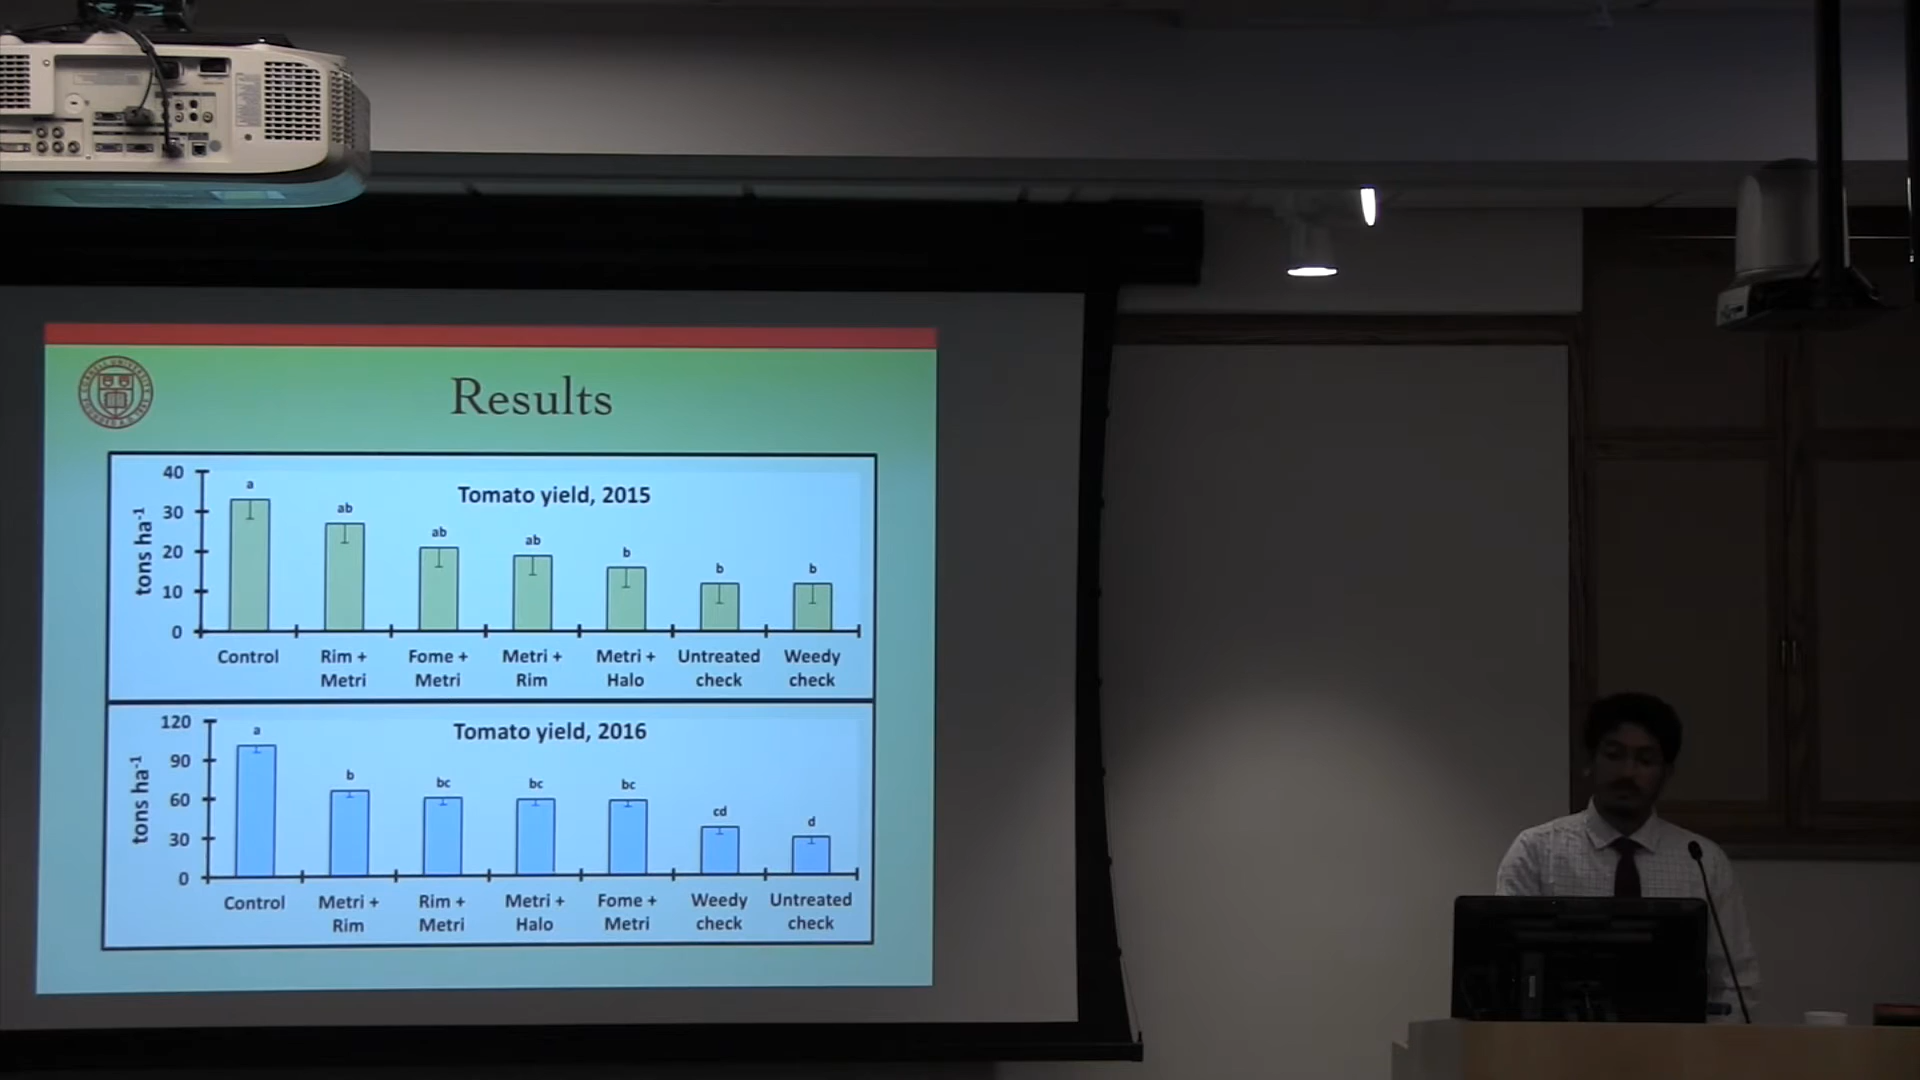 Results
Tomato yield, 2015
tons ha-1
40
30
20
10
0
a
ab
ab
ab
b
b
b
Control
Rim +
Metri
Fome +
Metri
Metri +
Rim
Metri +
Halo
Untreated
check
Weedy
check
Tomato yield, 2016
tons ha-1
120
90
60
30
0
a
b
bc
bc
bc
cd
d
Control
Metri +
Rim
Rim +
Metri
Metri +
Halo
Fome +
Metri
Weedy
check
Untreated
check